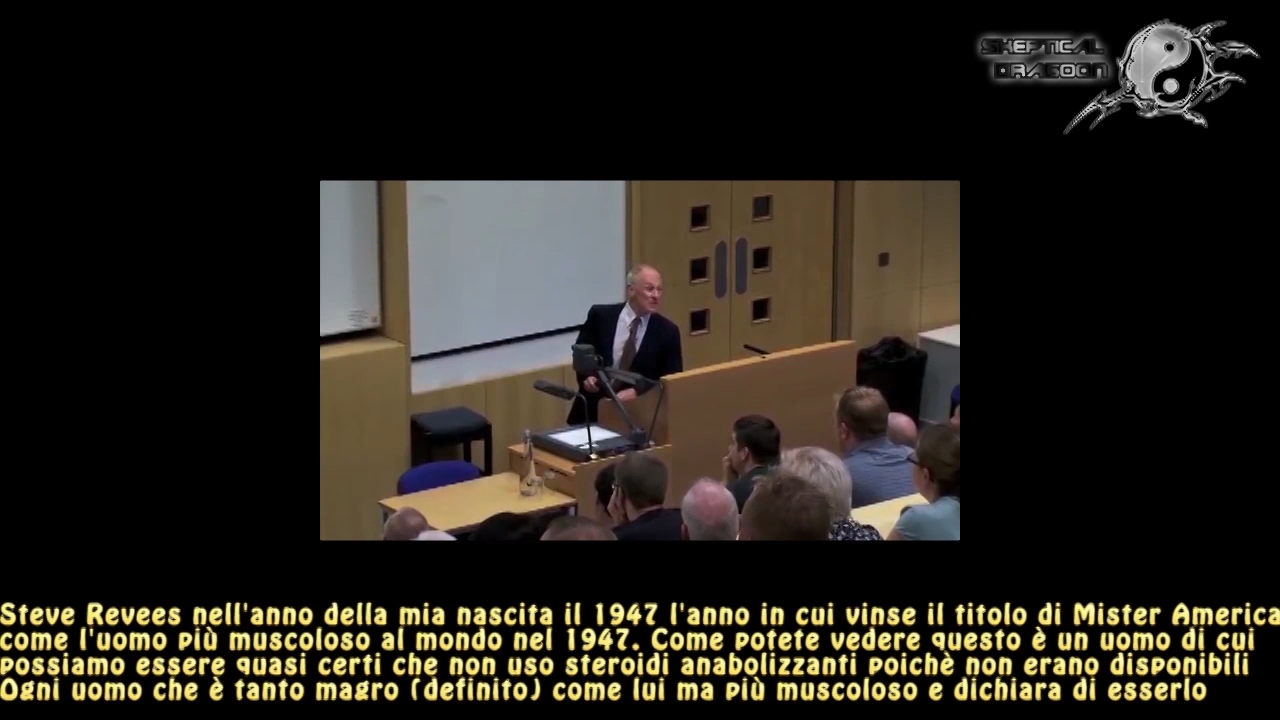 SKEPTICAL
DRAGOON
Steve Revees nell'anno della mia nascita il 1947 l'anno in cui vinse il titolo di Mister America
come l'uomo più muscoloso al mondo nel 1947. Come potete vedere questo è un uomo di cui
possiamo essere quasi certi che non uso steroidi anabolizzanti poichè non erano disponibili
Ogni uomo che è tanto magro (definito) come lui ma più muscoloso e dichiara di esserlo